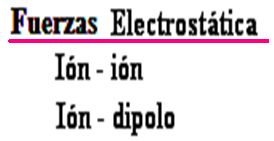 Fuerzas Electrostática
Ión - ión
Ión - dipolo